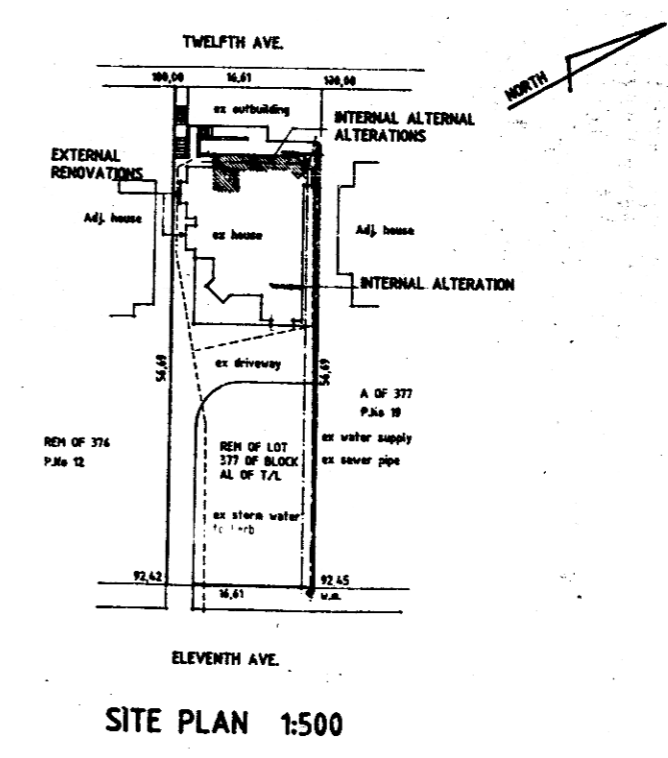 TWELFTH AVE.
NORTH
100,00 16,61 100,00
ex outbuilding
INTERNAL ALTERNAL
ALTERATIONS
EXTERNAL
RENOVATIONS
Adj. house
ex house
Adj. house
INTERNAL ALTERATION
56,69
ex driveway
56,69
A OF 377
P.No 19
REM OF 376
P.No 12
REM OF LOT
377 OF BLOCK
AL OF T/L
ex water supply
ex sewer pipe
ex storm water
92,42
16,61
92,45
w.m.
ELEVENTH AVE.
SITE PLAN 1:500